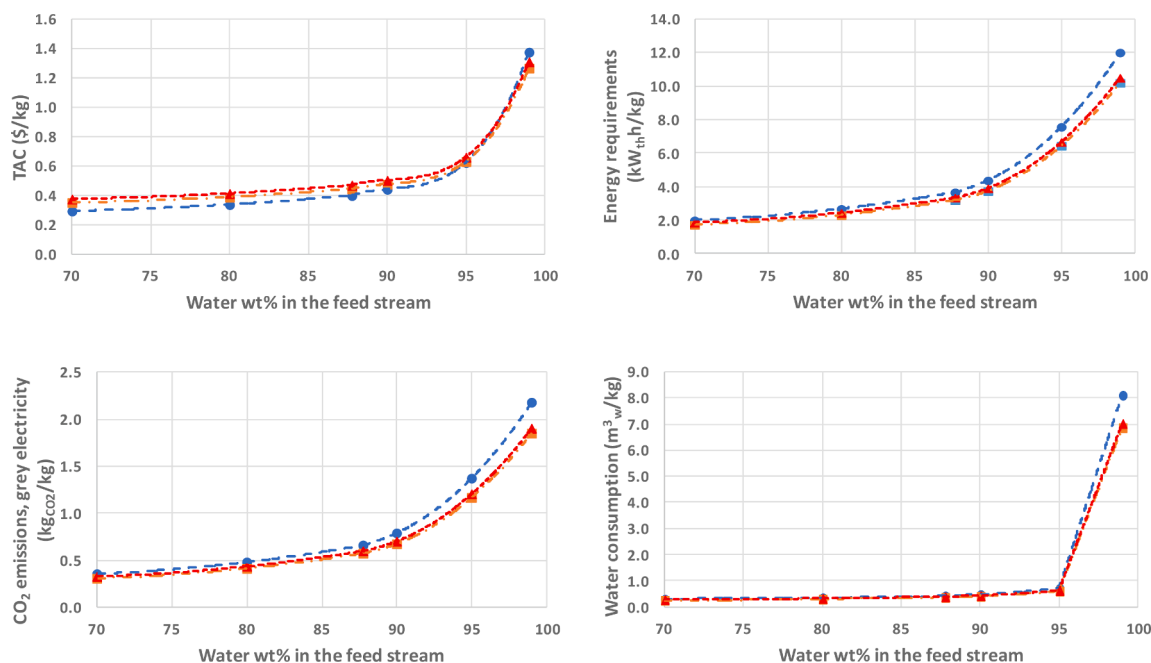 TAC ($/kg)
1.6
1.4
1.2
1.0
0.8
0.6
0.4
0.2
0.0
70 75 80 85 90 95 100
Water wt% in the feed stream
Energy requirements
(kW_th h/kg)
14.0
12.0
10.0
8.0
6.0
4.0
2.0
0.0
70 75 80 85 90 95 100
Water wt% in the feed stream
CO₂ emissions, grey electricity
(kg_CO2/kg)
2.5
2.0
1.5
1.0
0.5
0.0
70 75 80 85 90 95 100
Water wt% in the feed stream
Water consumption (m³_w/kg)
9.0
8.0
7.0
6.0
5.0
4.0
3.0
2.0
1.0
0.0
70 75 80 85 90 95 100
Water wt% in the feed stream